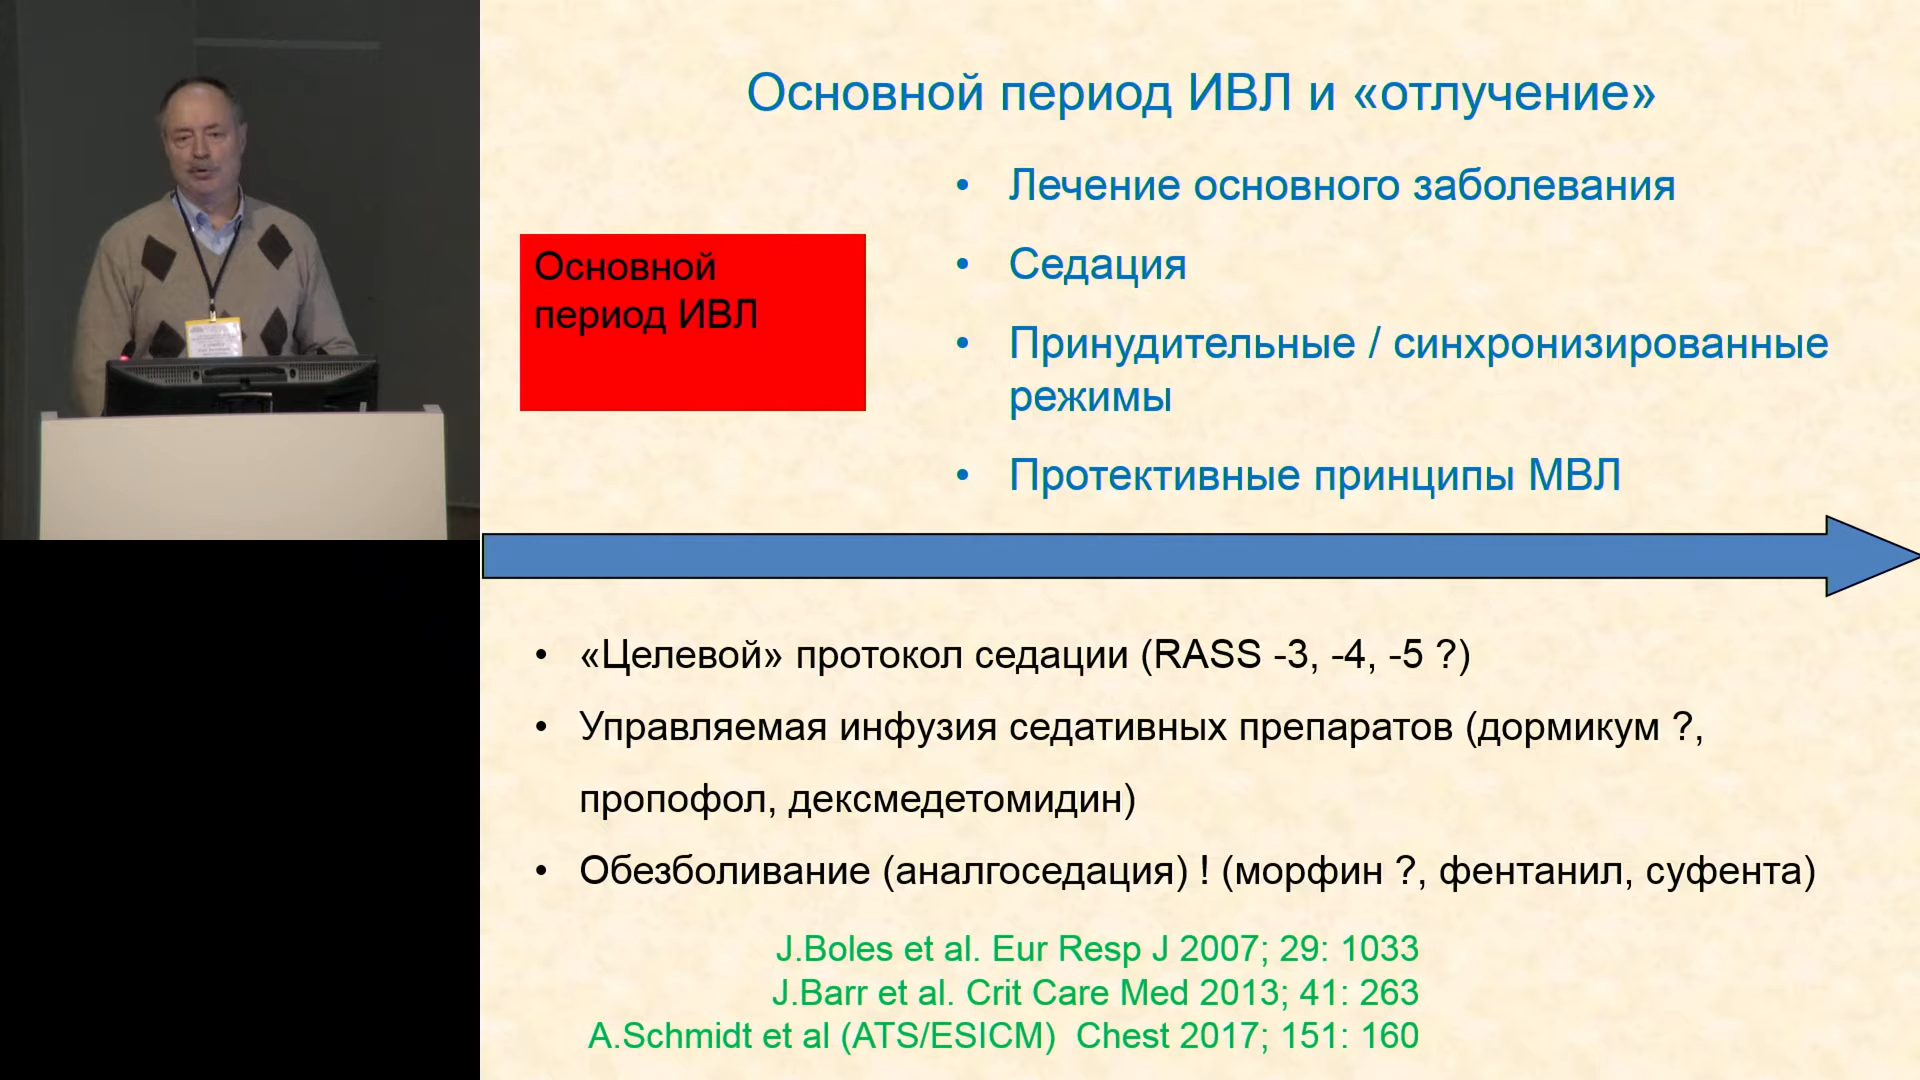 Основной период ИВЛ и «отлучение»
Основной
период ИВЛ
• Лечение основного заболевания
• Седация
• Принудительные / синхронизированные
режимы
• Протективные принципы МВЛ
• «Целевой» протокол седации (RASS -3, -4, -5 ?)
• Управляемая инфузия седативных препаратов (дормикум ?,
пропофол, дексмедетомидин)
• Обезболивание (аналгоседация) ! (морфин ?, фентанил, суфента)
J.Boles et al. Eur Resp J 2007; 29: 1033
J.Barr et al. Crit Care Med 2013; 41: 263
A.Schmidt et al (ATS/ESICM) Chest 2017; 151: 160